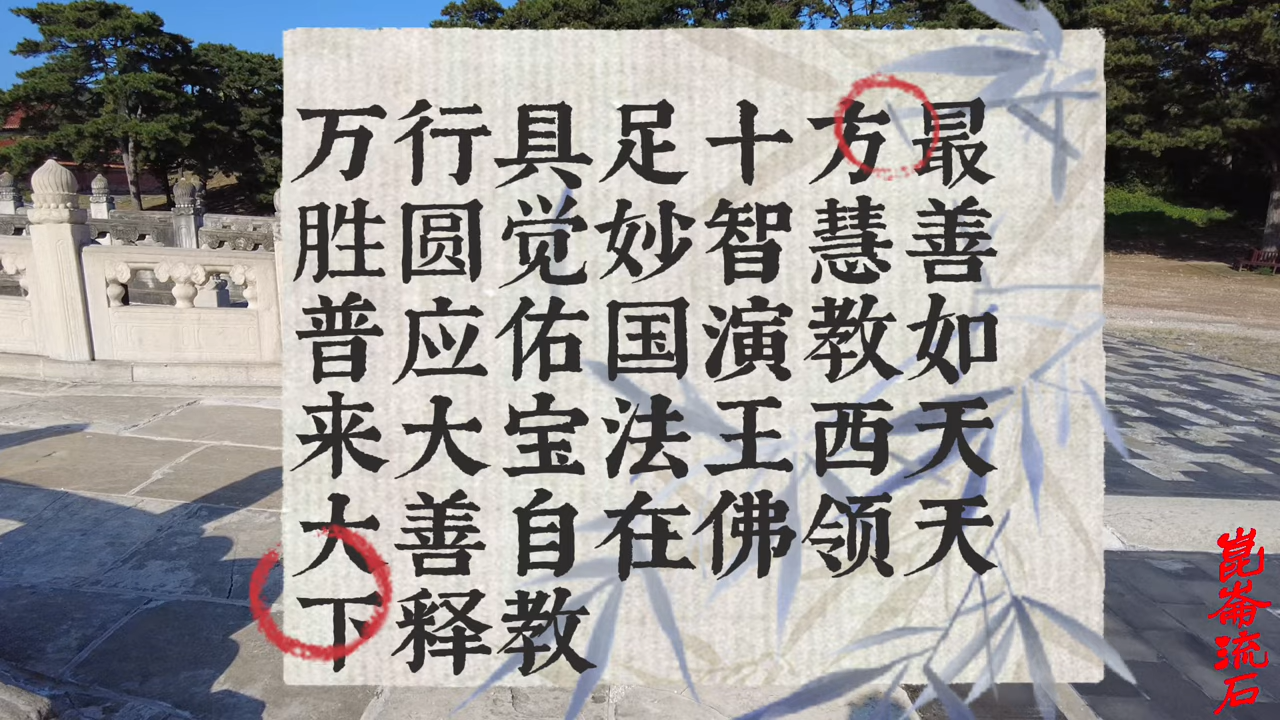 万行具足十方最
胜圆觉妙智慧善
普应佑国演教如
来大宝法王西天
大善自在佛领天
下释教
崑崙流石